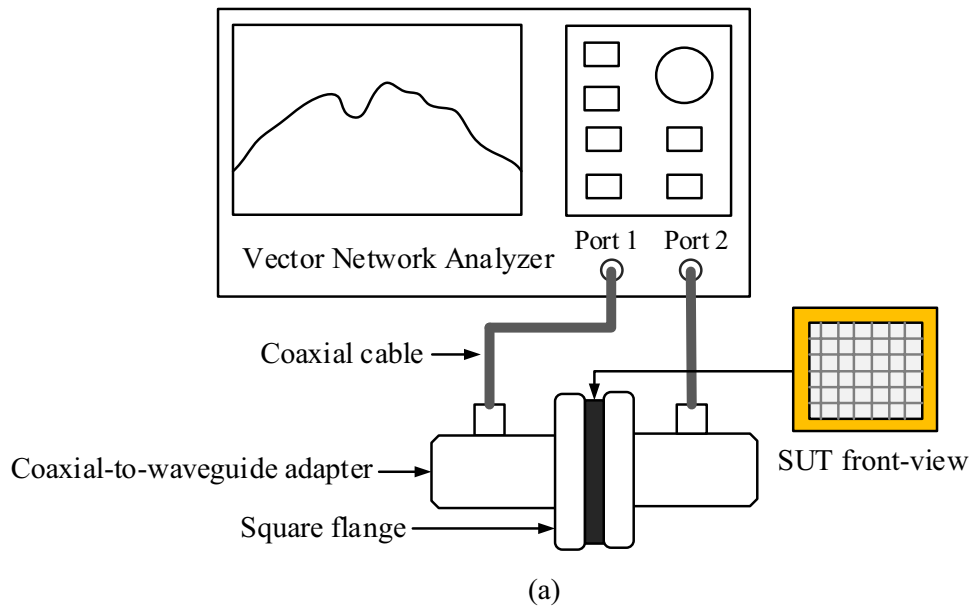 Port 1 Port 2
Vector Network Analyzer
Coaxial cable
Coaxial-to-waveguide adapter
SUT front-view
Square flange
(a)